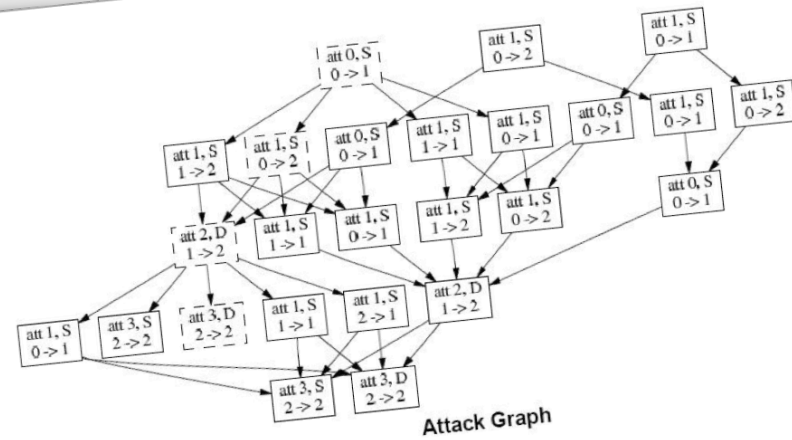 att 0, S
0 -> 1
att 1, S
0 -> 2
att 1, S
0 -> 1
att 1, S
1 -> 2
att 1, S
0 -> 2
att 0, S
0 -> 1
att 1, S
1 -> 1
att 1, S
0 -> 1
att 0, S
0 -> 1
att 1, S
0 -> 1
att 1, S
0 -> 2
att 2, D
1 -> 2
att 1, S
1 -> 1
att 1, S
0 -> 1
att 1, S
1 -> 2
att 1, S
0 -> 2
att 0, S
0 -> 1
att 1, S
0 -> 1
att 3, S
2 -> 2
att 3, D
2 -> 2
att 1, S
1 -> 1
att 1, S
2 -> 1
att 2, D
1 -> 2
att 3, S
2 -> 2
att 3, D
2 -> 2
Attack Graph